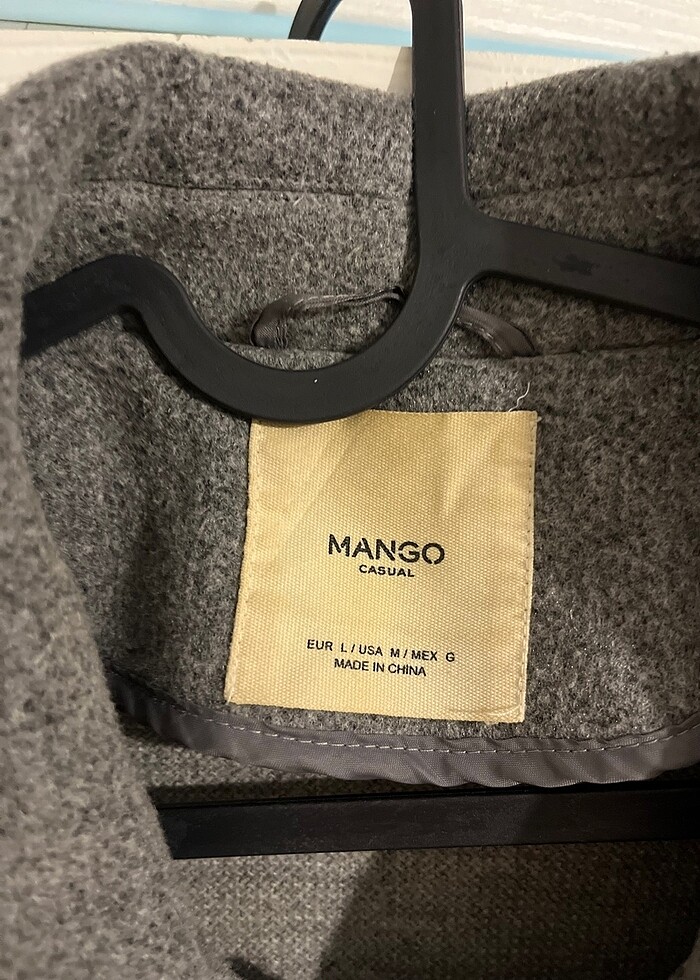 MANGO
CASUAL
EUR L / USA M / MEX G
MADE IN CHINA